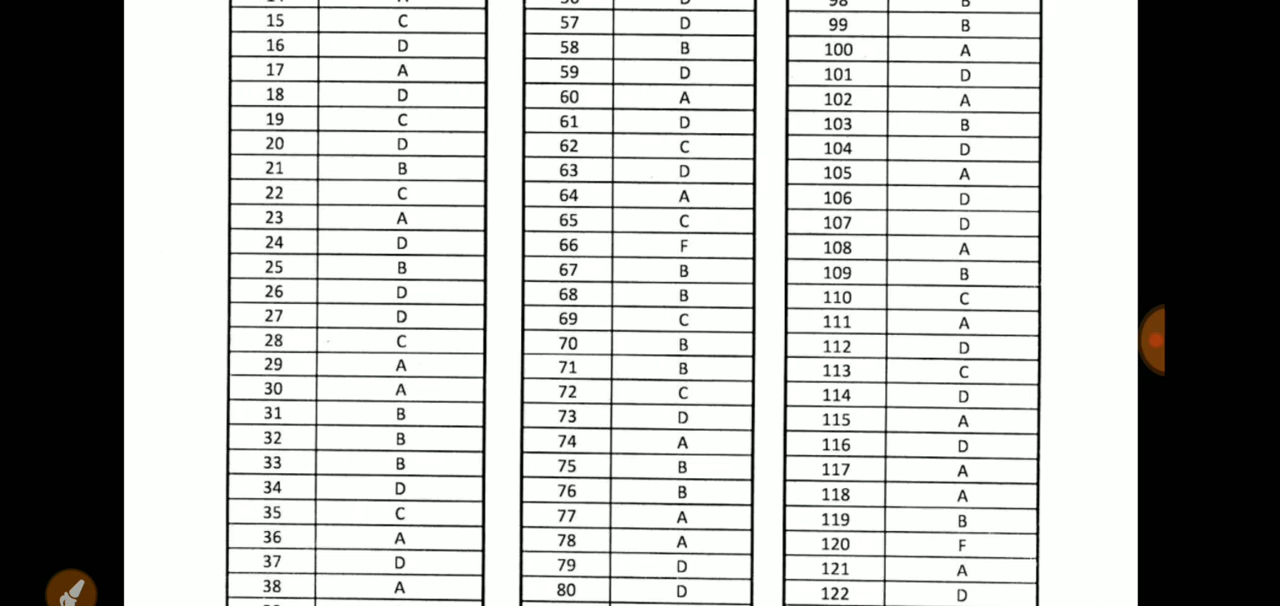 15 C
16 D
17 A
18 D
19 C
20 D
21 B
22 C
23 A
24 D
25 B
26 D
27 D
28 C
29 A
30 A
31 B
32 B
33 B
34 D
35 C
36 A
37 D
38 A
57 D
58 B
59 D
60 A
61 D
62 C
63 D
64 A
65 C
66 F
67 B
68 B
69 C
70 B
71 B
72 C
73 D
74 A
75 B
76 B
77 A
78 A
79 D
80 D
98 B
99 B
100 A
101 D
102 A
103 B
104 D
105 A
106 D
107 D
108 A
109 B
110 C
111 A
112 D
113 C
114 D
115 A
116 D
117 A
118 A
119 B
120 F
121 A
122 D